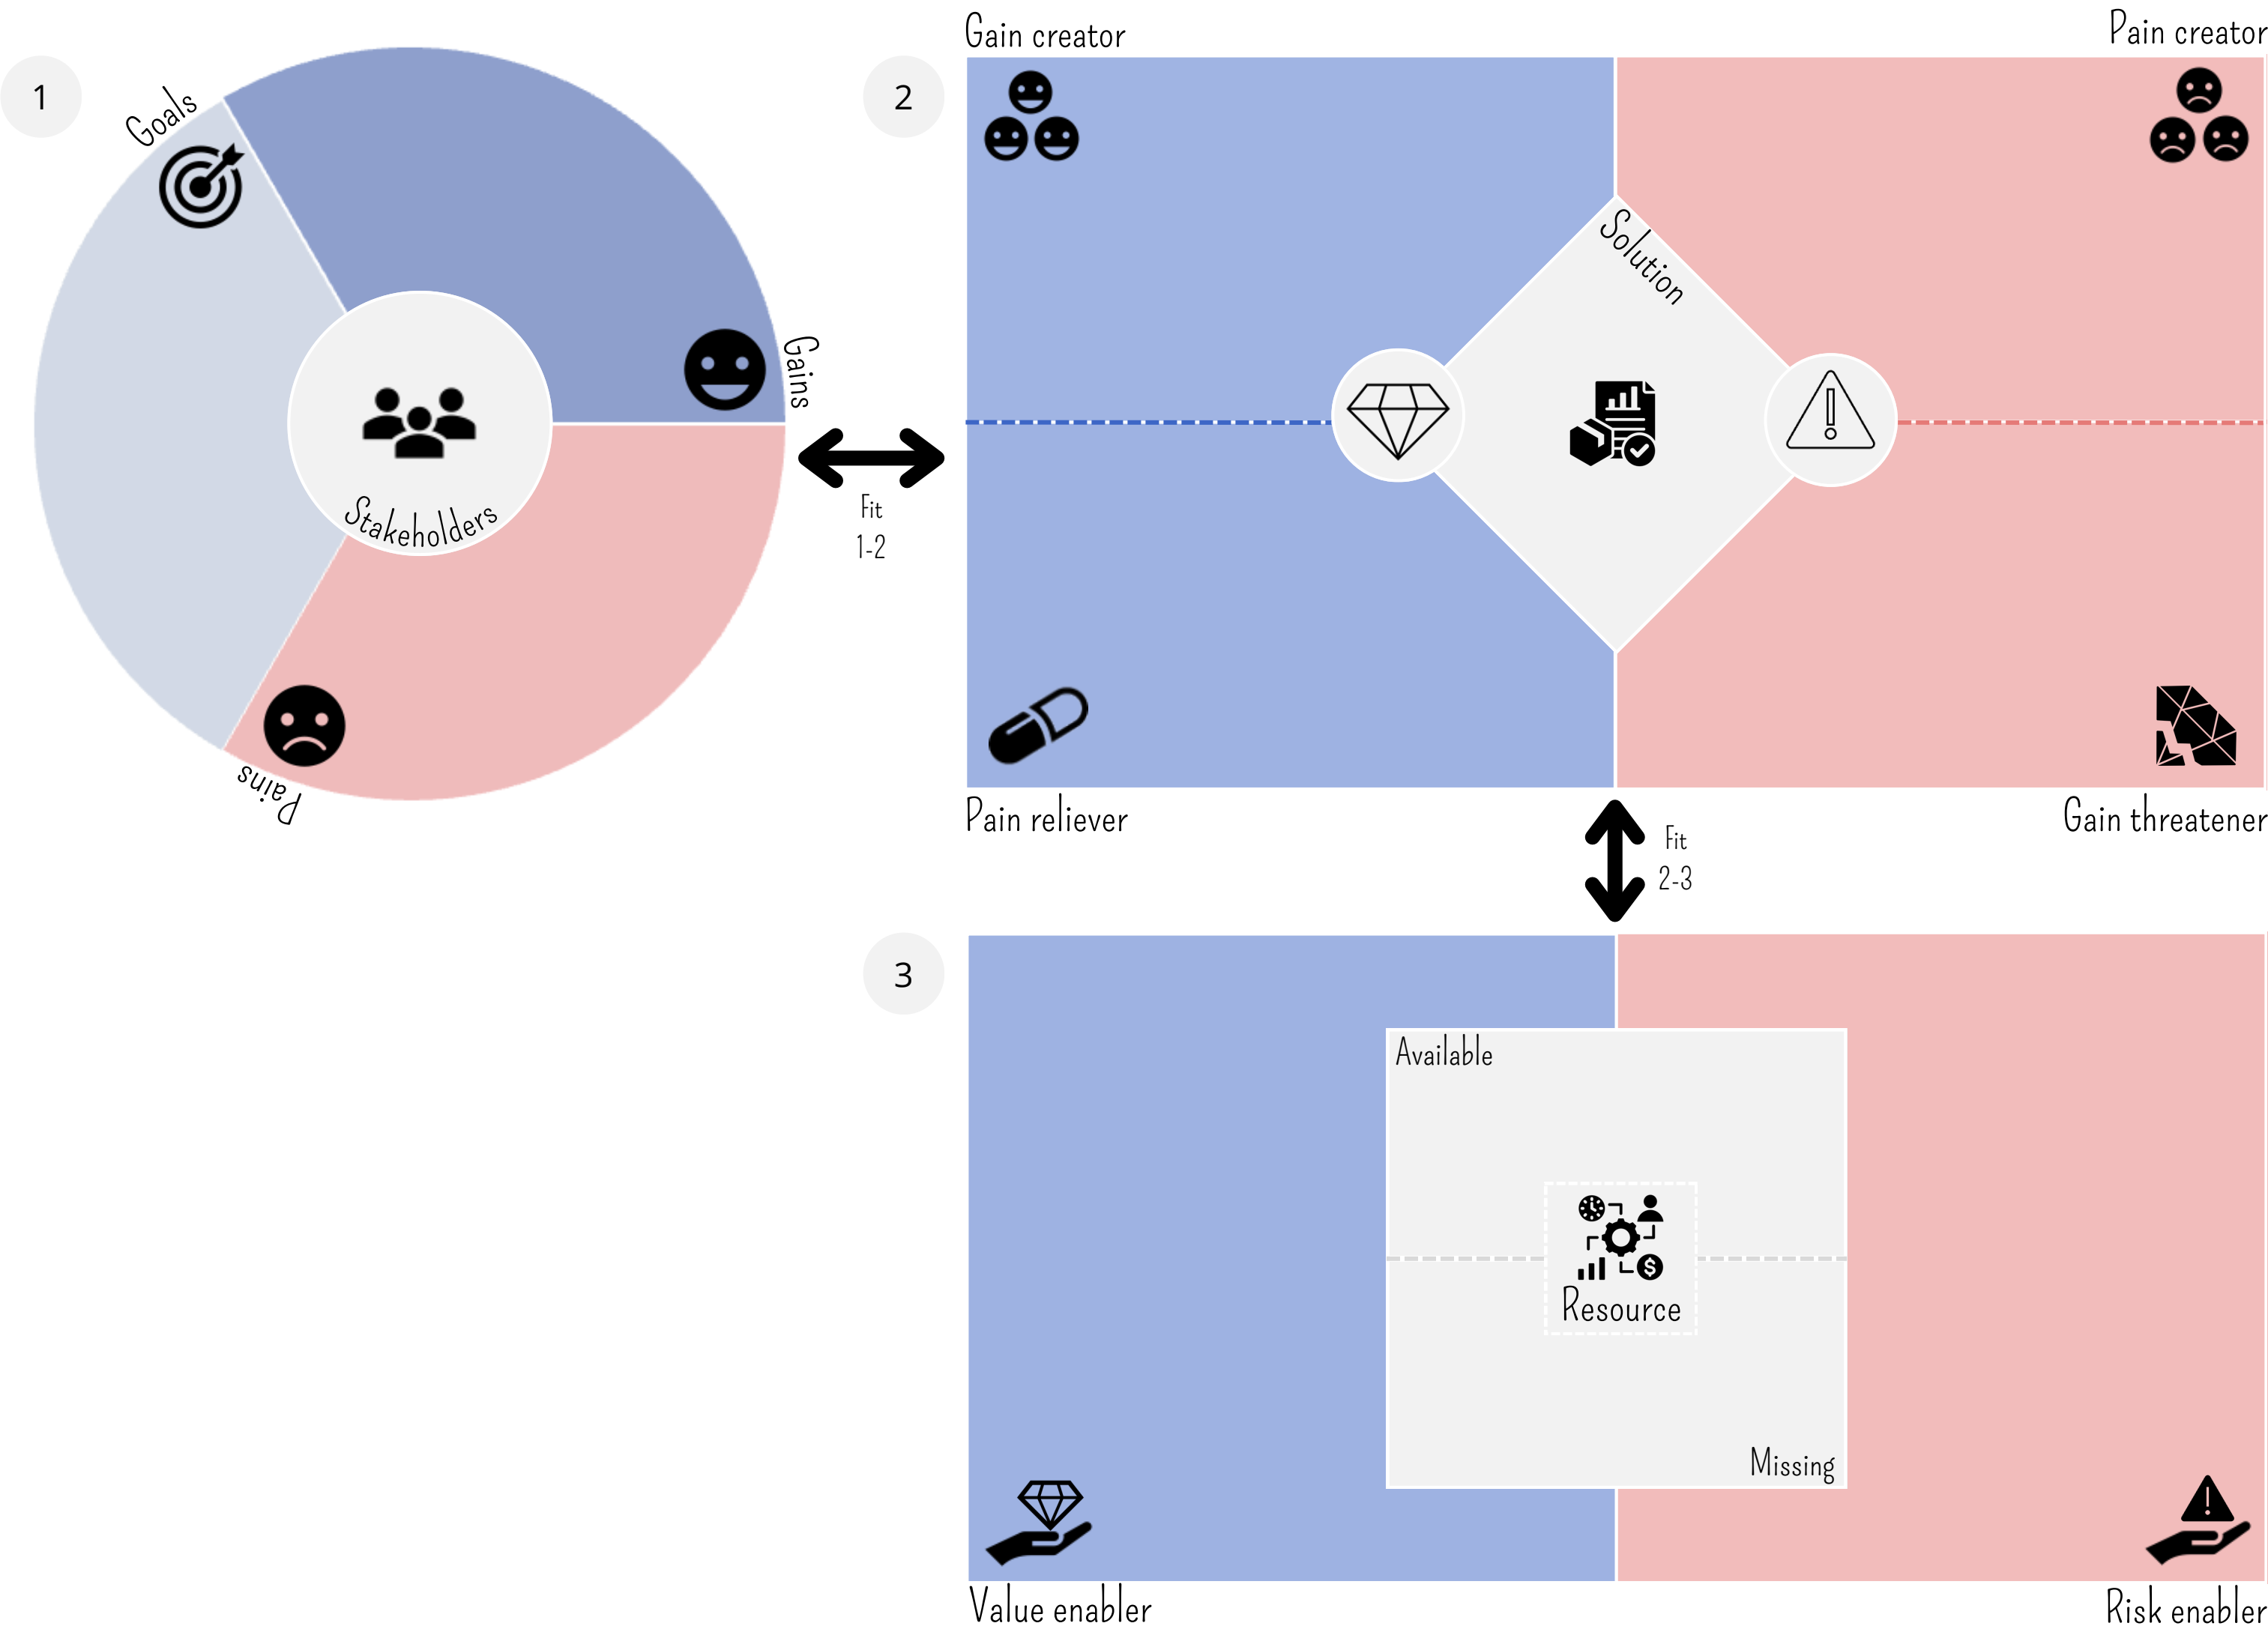 1
Goals
Gains
Stakeholders
Pains
Fit
1-2
2
Gain creator
Pain creator
Solution
Pain reliever
Gain threatener
Fit
2-3
3
Available
Resource
Missing
Value enabler
Risk enabler